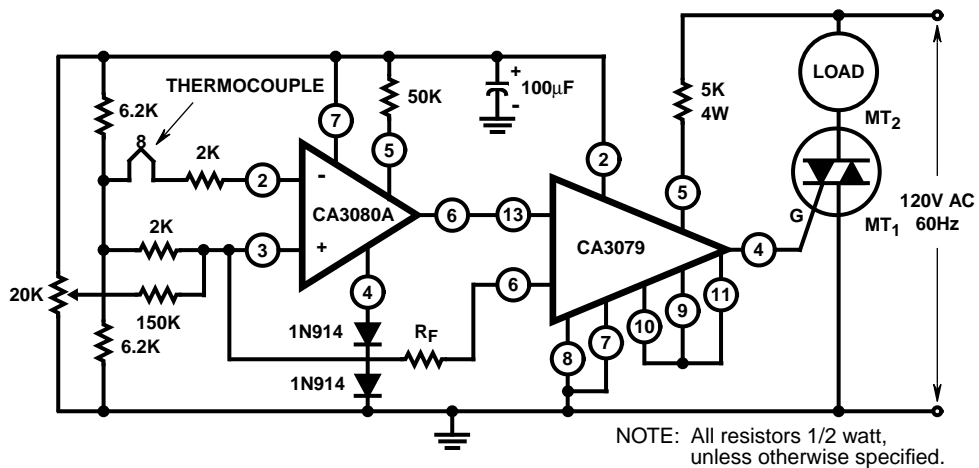 THERMOCOUPLE
6.2K
8
2K
2
-
7
50K
5
CA3080A
+
100μF
-
2
5K
4W
5
LOAD
MT2
120V AC
60Hz
G
MT1
6
13
CA3079
4
2K
3
+
20K
150K
6.2K
4
1N914
1N914
RF
6
8
7
10
9
11
NOTE: All resistors 1/2 watt,
unless otherwise specified.